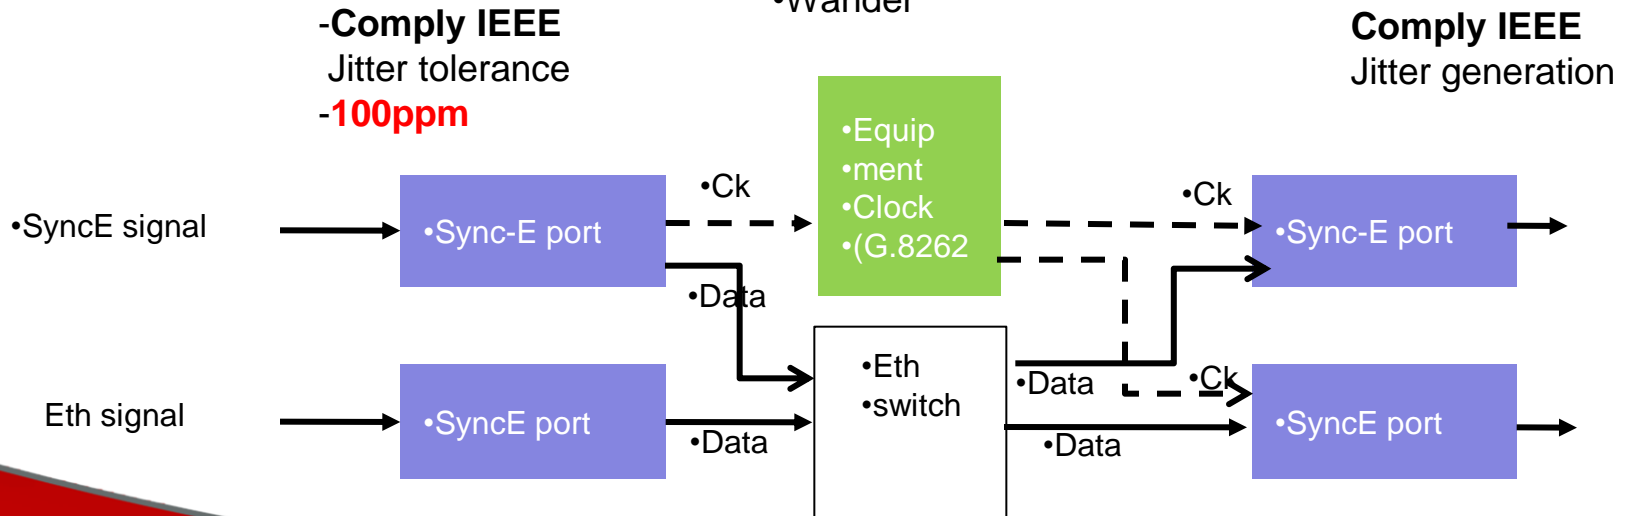 -Comply IEEE
Jitter tolerance
-100ppm
•Wander
Comply IEEE
Jitter generation
•SyncE signal
•Sync-E port
•Ck
•Data
•Equip
•ment
•Clock
•(G.8262
•Ck
•Sync-E port
Eth signal
•SyncE port
•Data
•Eth
•switch
•Data
•Ck
•Data
•SyncE port